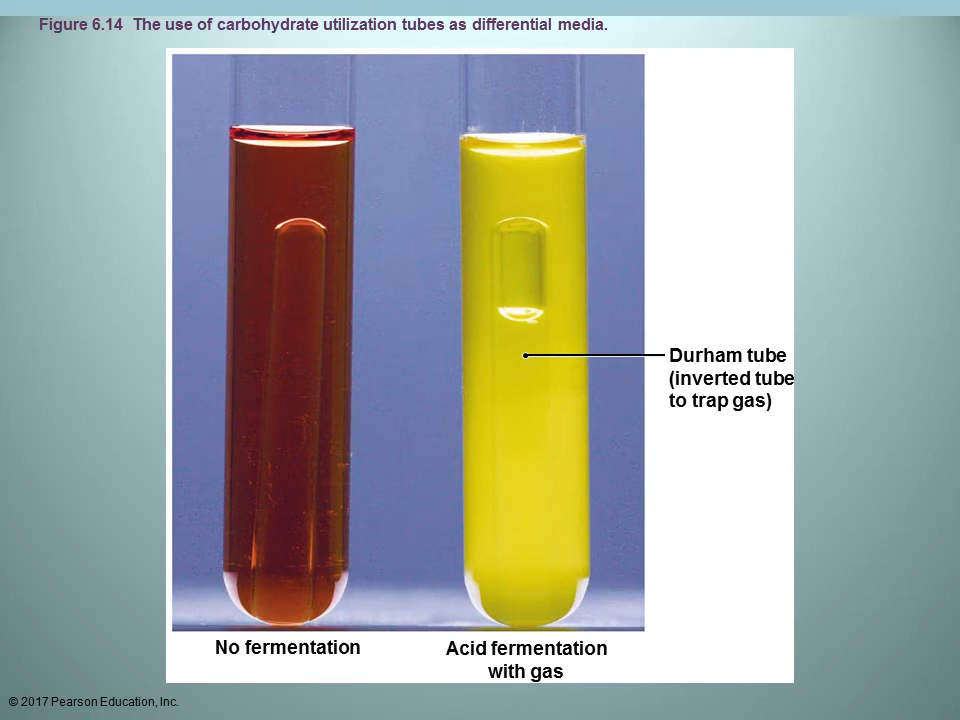 Figure 6.14 The use of carbohydrate utilization tubes as differential media.
Durham tube
(inverted tube
to trap gas)
No fermentation
Acid fermentation
with gas
© 2017 Pearson Education, Inc.